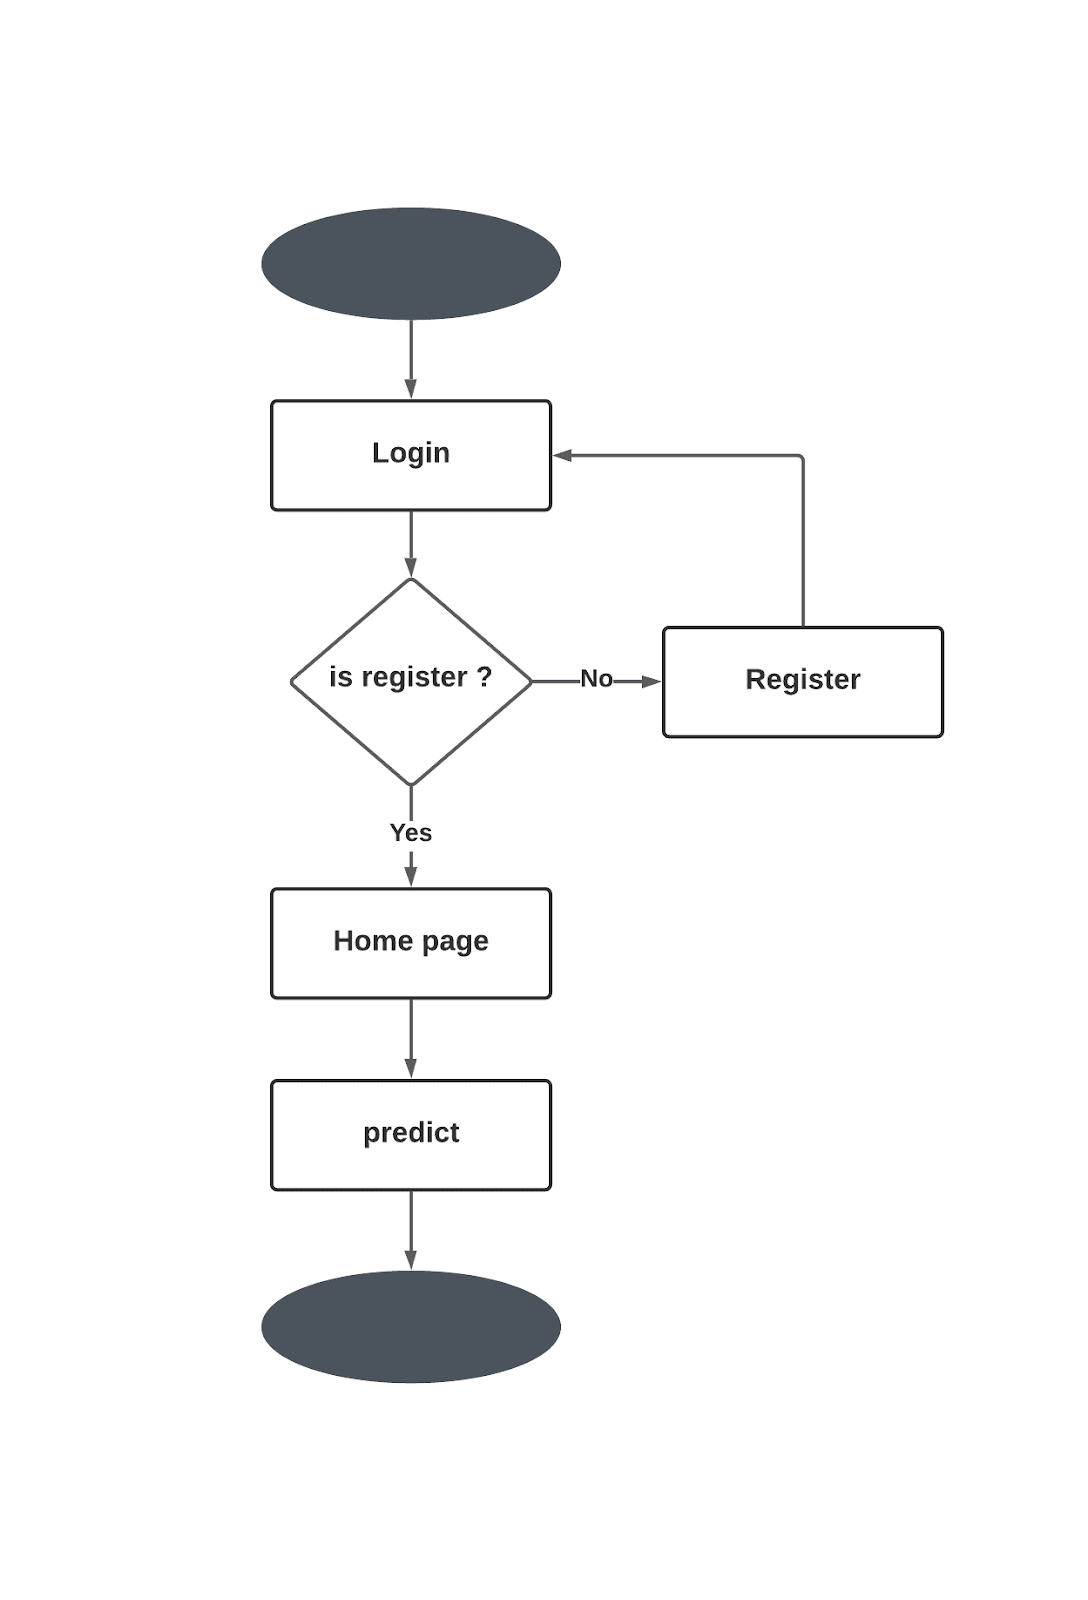 Login
is register ?
No
Register
Yes
Home page
predict